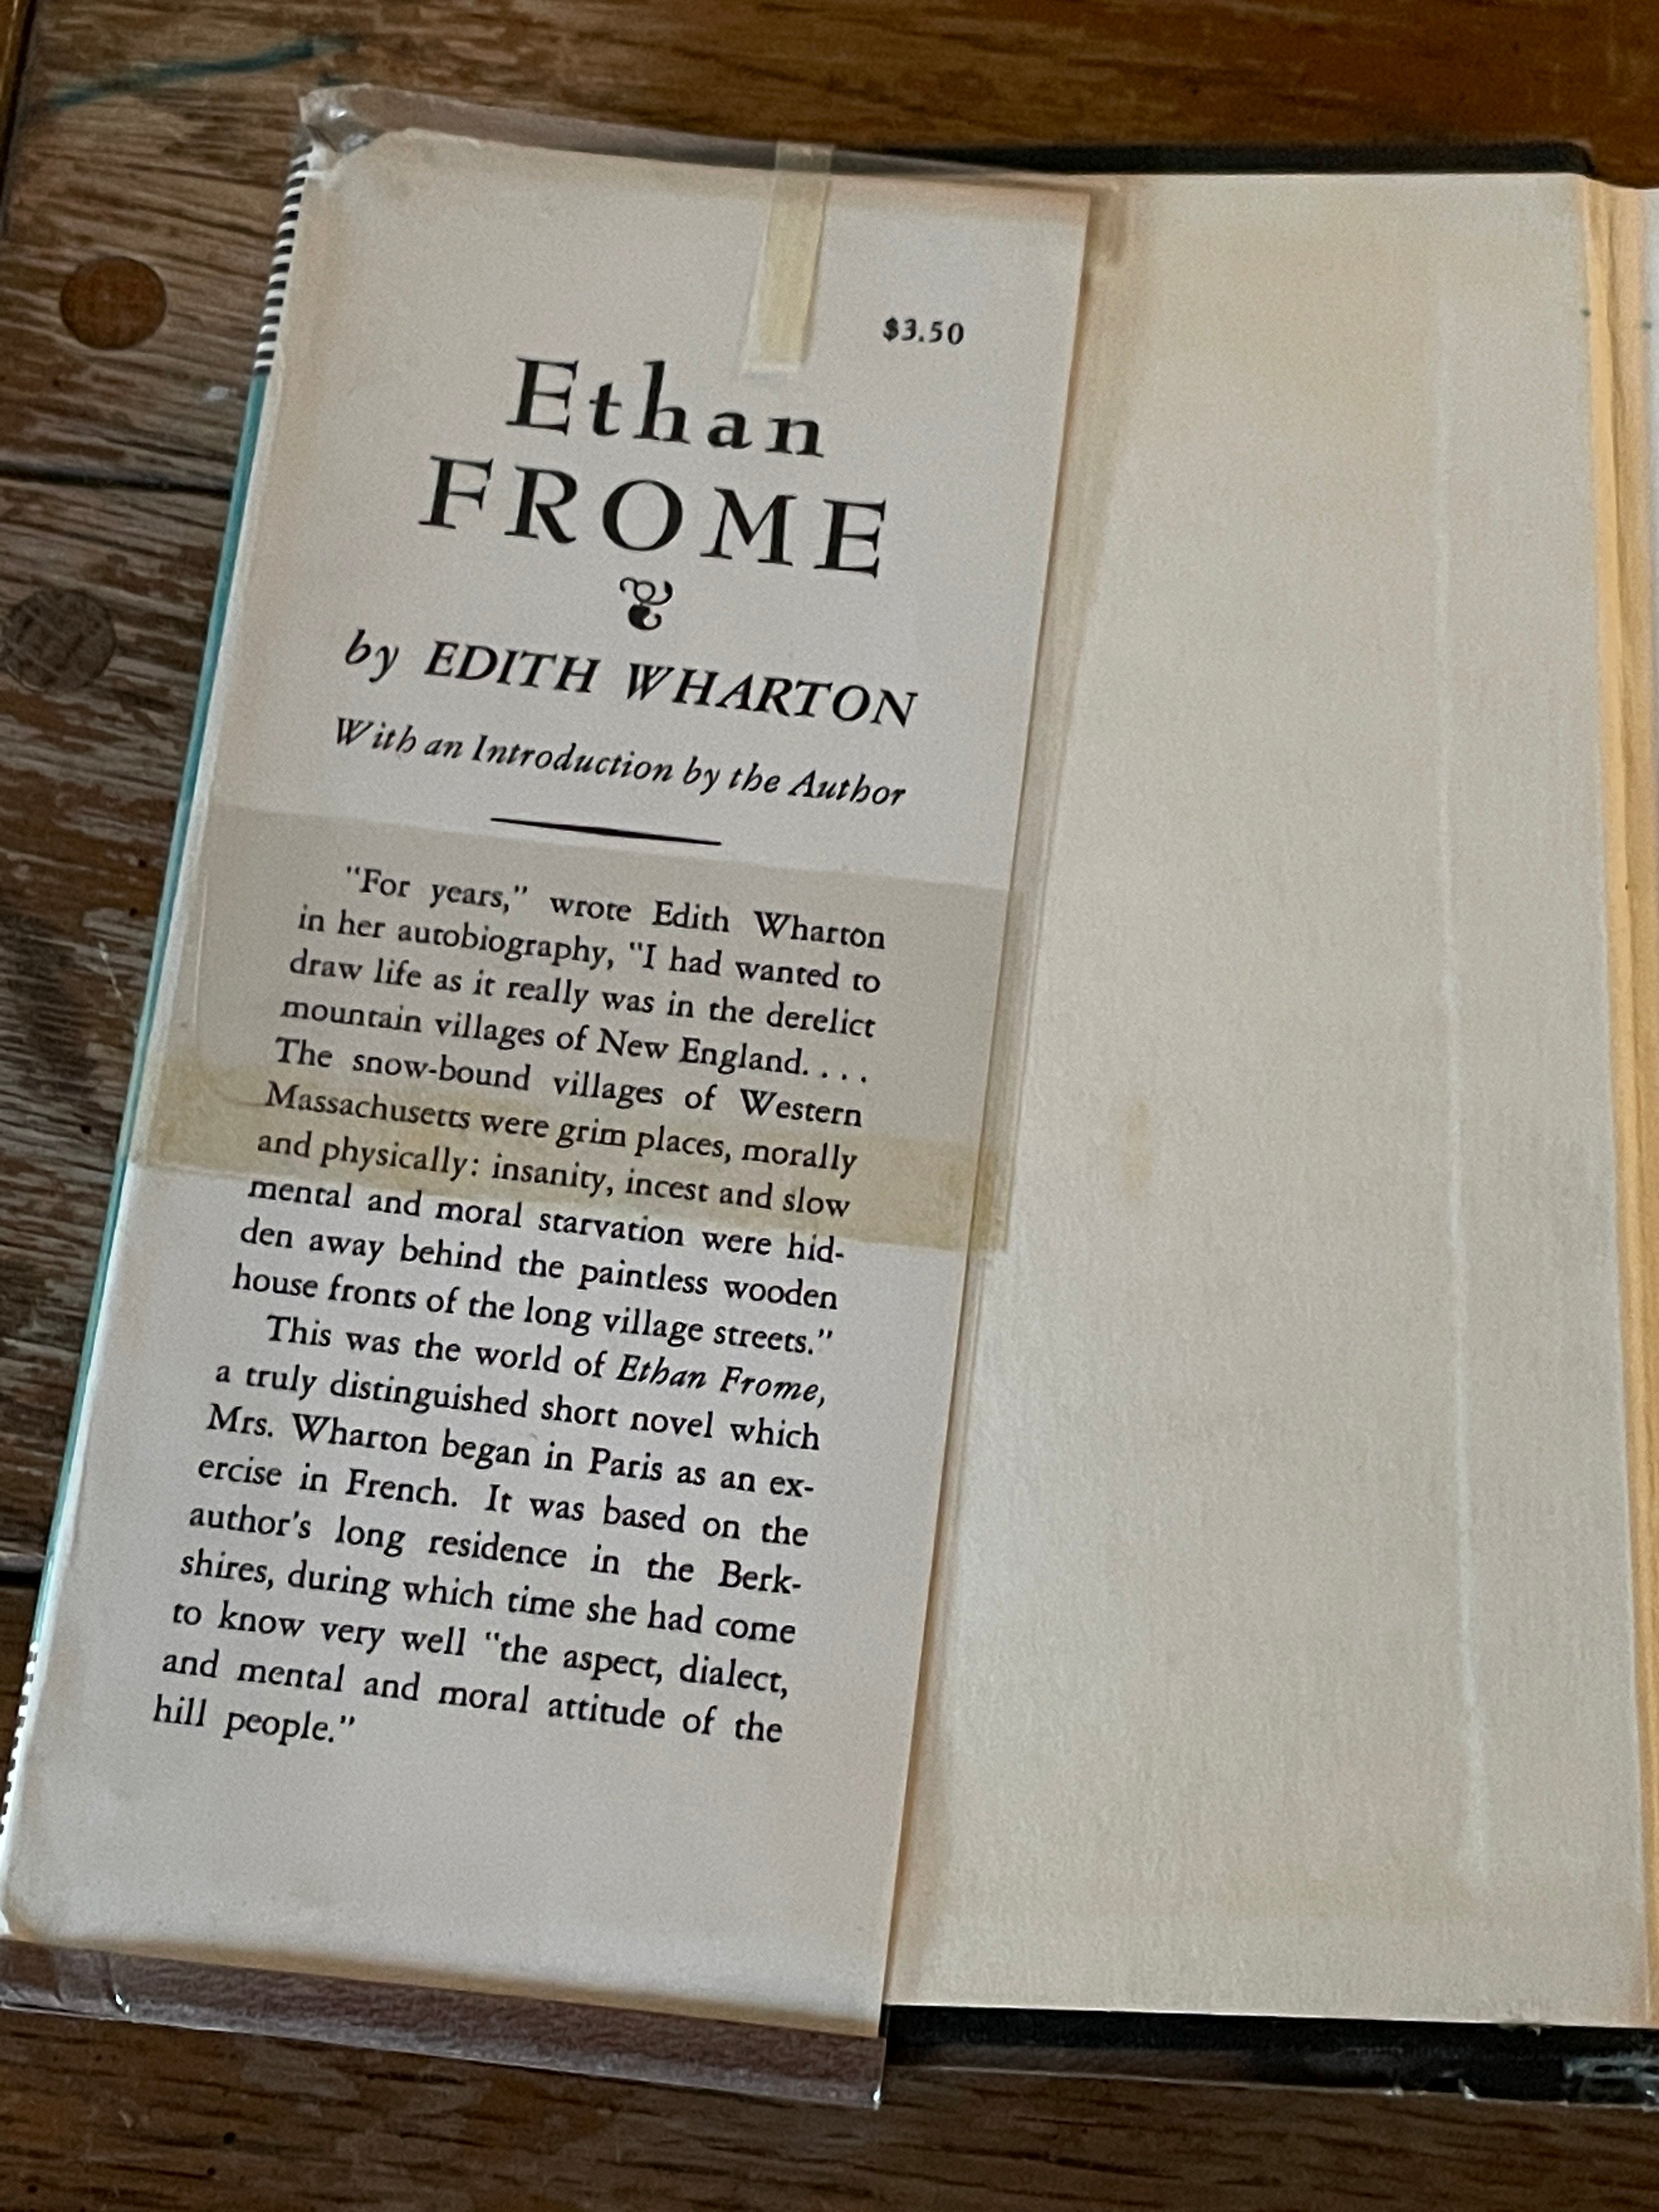 $3.50
Ethan
FROME
by EDITH WHARTON
With an Introduction by the Author
"For years," wrote Edith Wharton
in her autobiography, "I had wanted to
draw life as it really was in the derelict
mountain villages of New England. . . .
The snow-bound villages of Western
Massachusetts were grim places, morally
and physically: insanity, incest and slow
mental and moral starvation were hid-
den away behind the paintless wooden
house fronts of the long village streets."
This was the world of Ethan Frome,
a truly distinguished short novel which
Mrs. Wharton began in Paris as an ex-
ercise in French. It was based on the
author's long residence in the Berk-
shires, during which time she had come
to know very well "the aspect, dialect,
and mental and moral attitude of the
hill people."